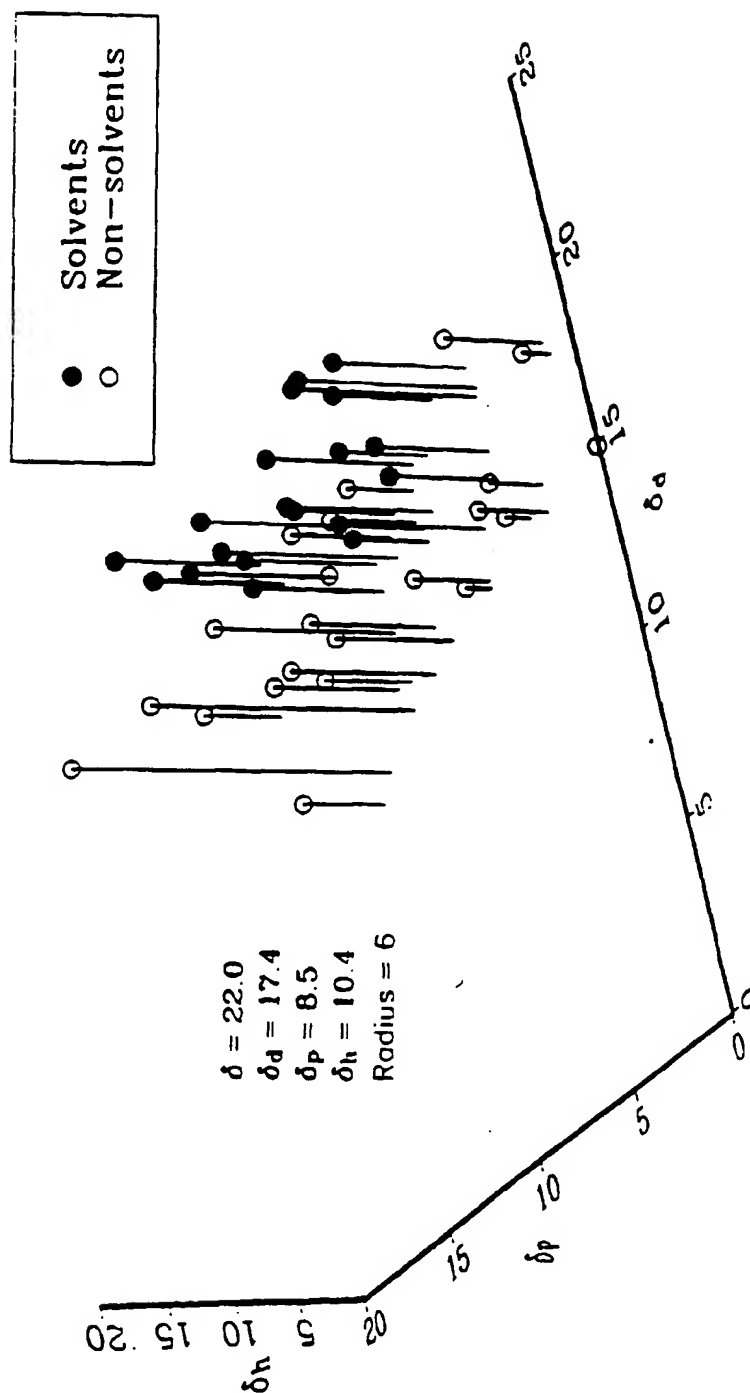 Solvents
Non-solvents
δ = 22.0
δd = 17.4
δp = 8.5
δh = 10.4
Radius = 6
20
15
10
5
20
δh
15
10
5
0
δp
0
5
10
15
20
25
δd